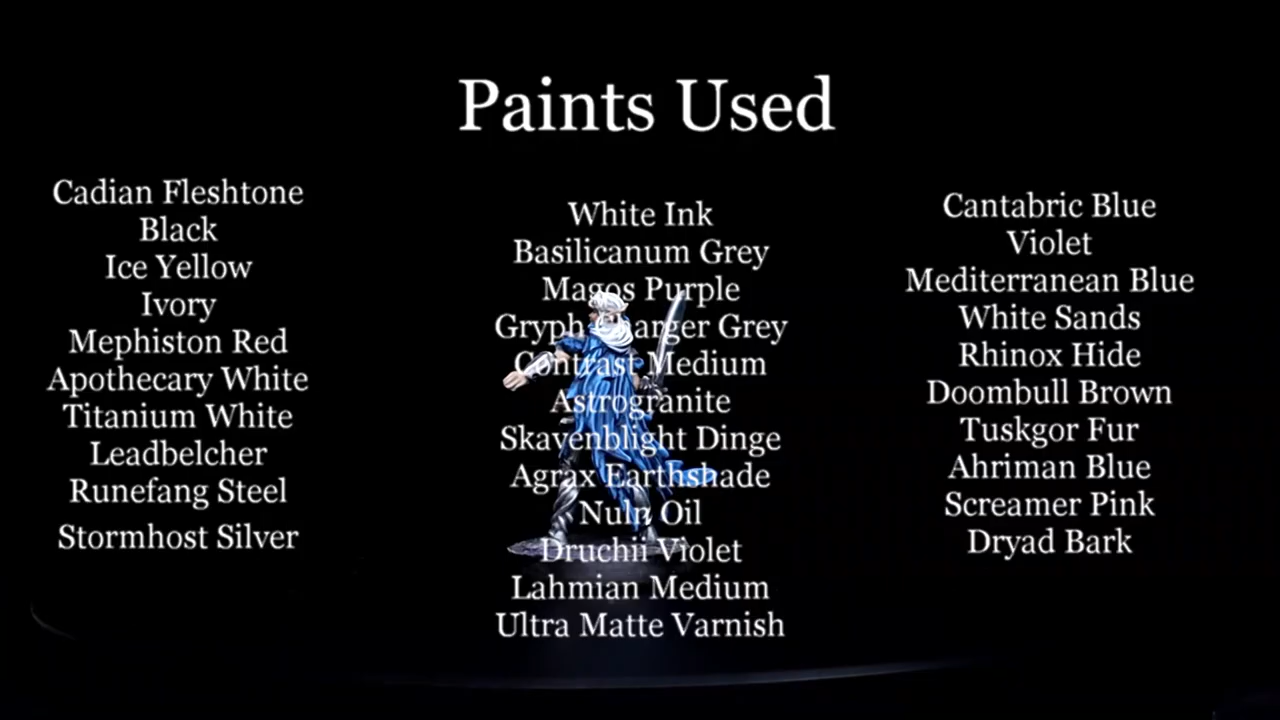 Paints Used
Cadian Fleshtone
Black
Ice Yellow
Ivory
Mephiston Red
Apothecary White
Titanium White
Leadbelcher
Runefang Steel
Stormhost Silver
White Ink
Basilicanum Grey
Magos Purple
Gryph Charger Grey
Contrast Medium
Astrogranite
Skavenblight Dinge
Agrax Earthshade
Nuln Oil
Druchii Violet
Lahmian Medium
Ultra Matte Varnish
Cantabric Blue
Violet
Mediterranean Blue
White Sands
Rhinox Hide
Doombull Brown
Tuskgor Fur
Ahriman Blue
Screamer Pink
Dryad Bark